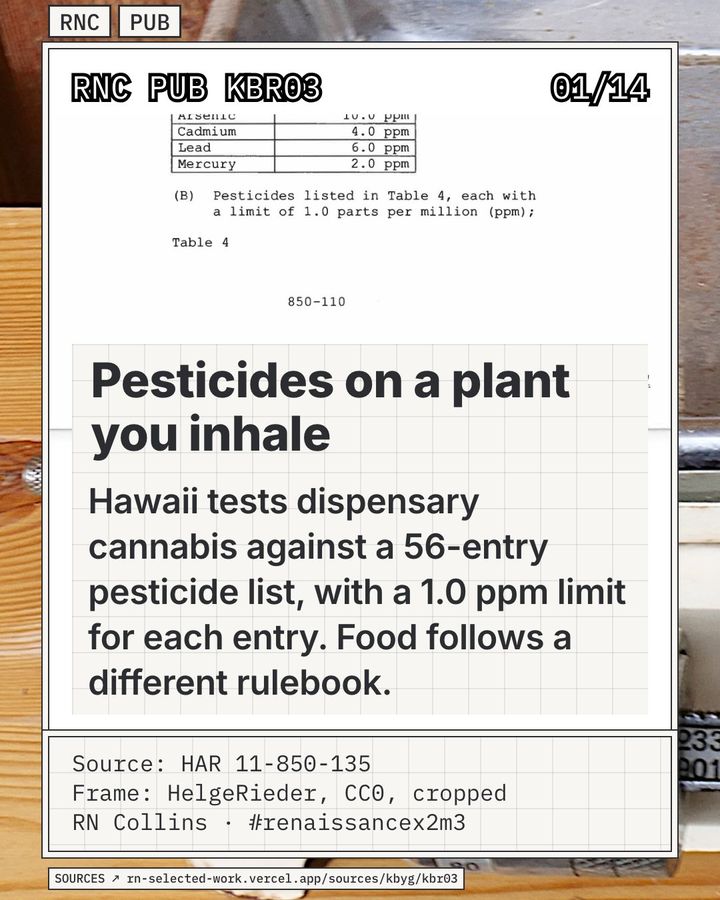 RNC PUB
RNC PUB KBR03 01/14
Arsenic 10.0 ppm
Cadmium 4.0 ppm
Lead 6.0 ppm
Mercury 2.0 ppm
(B) Pesticides listed in Table 4, each with
a limit of 1.0 parts per million (ppm);
Table 4
850-110
Pesticides on a plant
you inhale
Hawaii tests dispensary
cannabis against a 56-entry
pesticide list, with a 1.0 ppm limit
for each entry. Food follows a
different rulebook.
Source: HAR 11-850-135
Frame: HelgeRieder, CC0, cropped
RN Collins · #renaissancex2m3
SOURCES ↗ rn-selected-work.vercel.app/sources/kbyg/kbr03